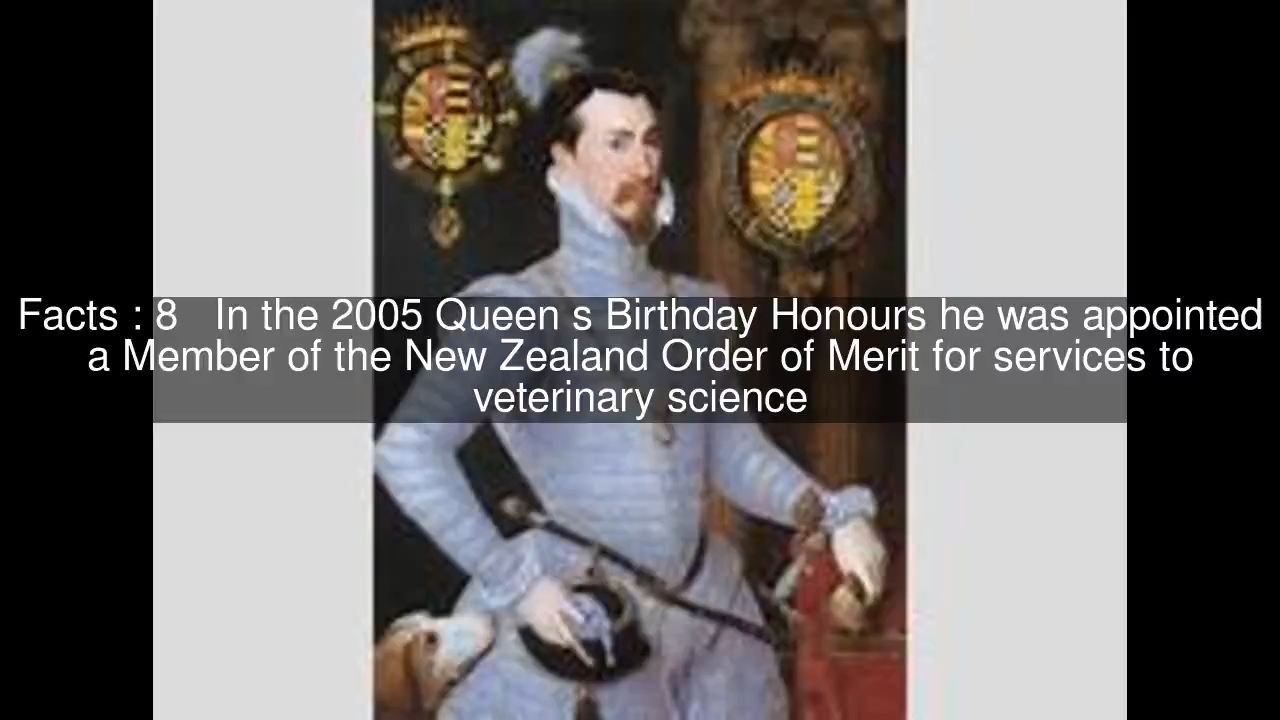 Facts : 8   In the 2005 Queen s Birthday Honours he was appointed
a Member of the New Zealand Order of Merit for services to
veterinary science